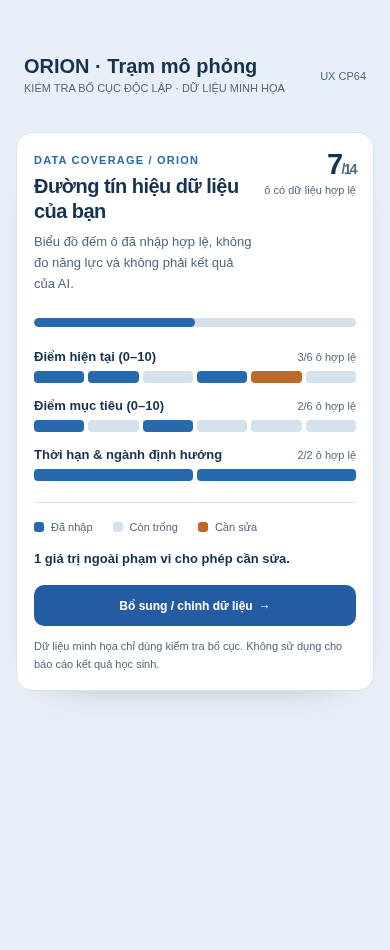 ORION · Trạm mô phỏng
KIỂM TRA BỐ CỤC ĐỘC LẬP · DỮ LIỆU MINH HỌA
UX CP64
DATA COVERAGE / ORION
7/14
ô có dữ liệu hợp lệ
Đường tín hiệu dữ liệu
của bạn
Biểu đồ đếm ô đã nhập hợp lệ, không
đo năng lực và không phải kết quả
của AI.
Điểm hiện tại (0–10)
3/6 ô hợp lệ
Điểm mục tiêu (0–10)
2/6 ô hợp lệ
Thời hạn & ngành định hướng
2/2 ô hợp lệ
Đã nhập
Còn trống
Cần sửa
1 giá trị ngoài phạm vi cho phép cần sửa.
Bổ sung / chỉnh dữ liệu →
Dữ liệu minh họa chỉ dùng kiểm tra bố cục. Không sử dụng cho
báo cáo kết quả học sinh.